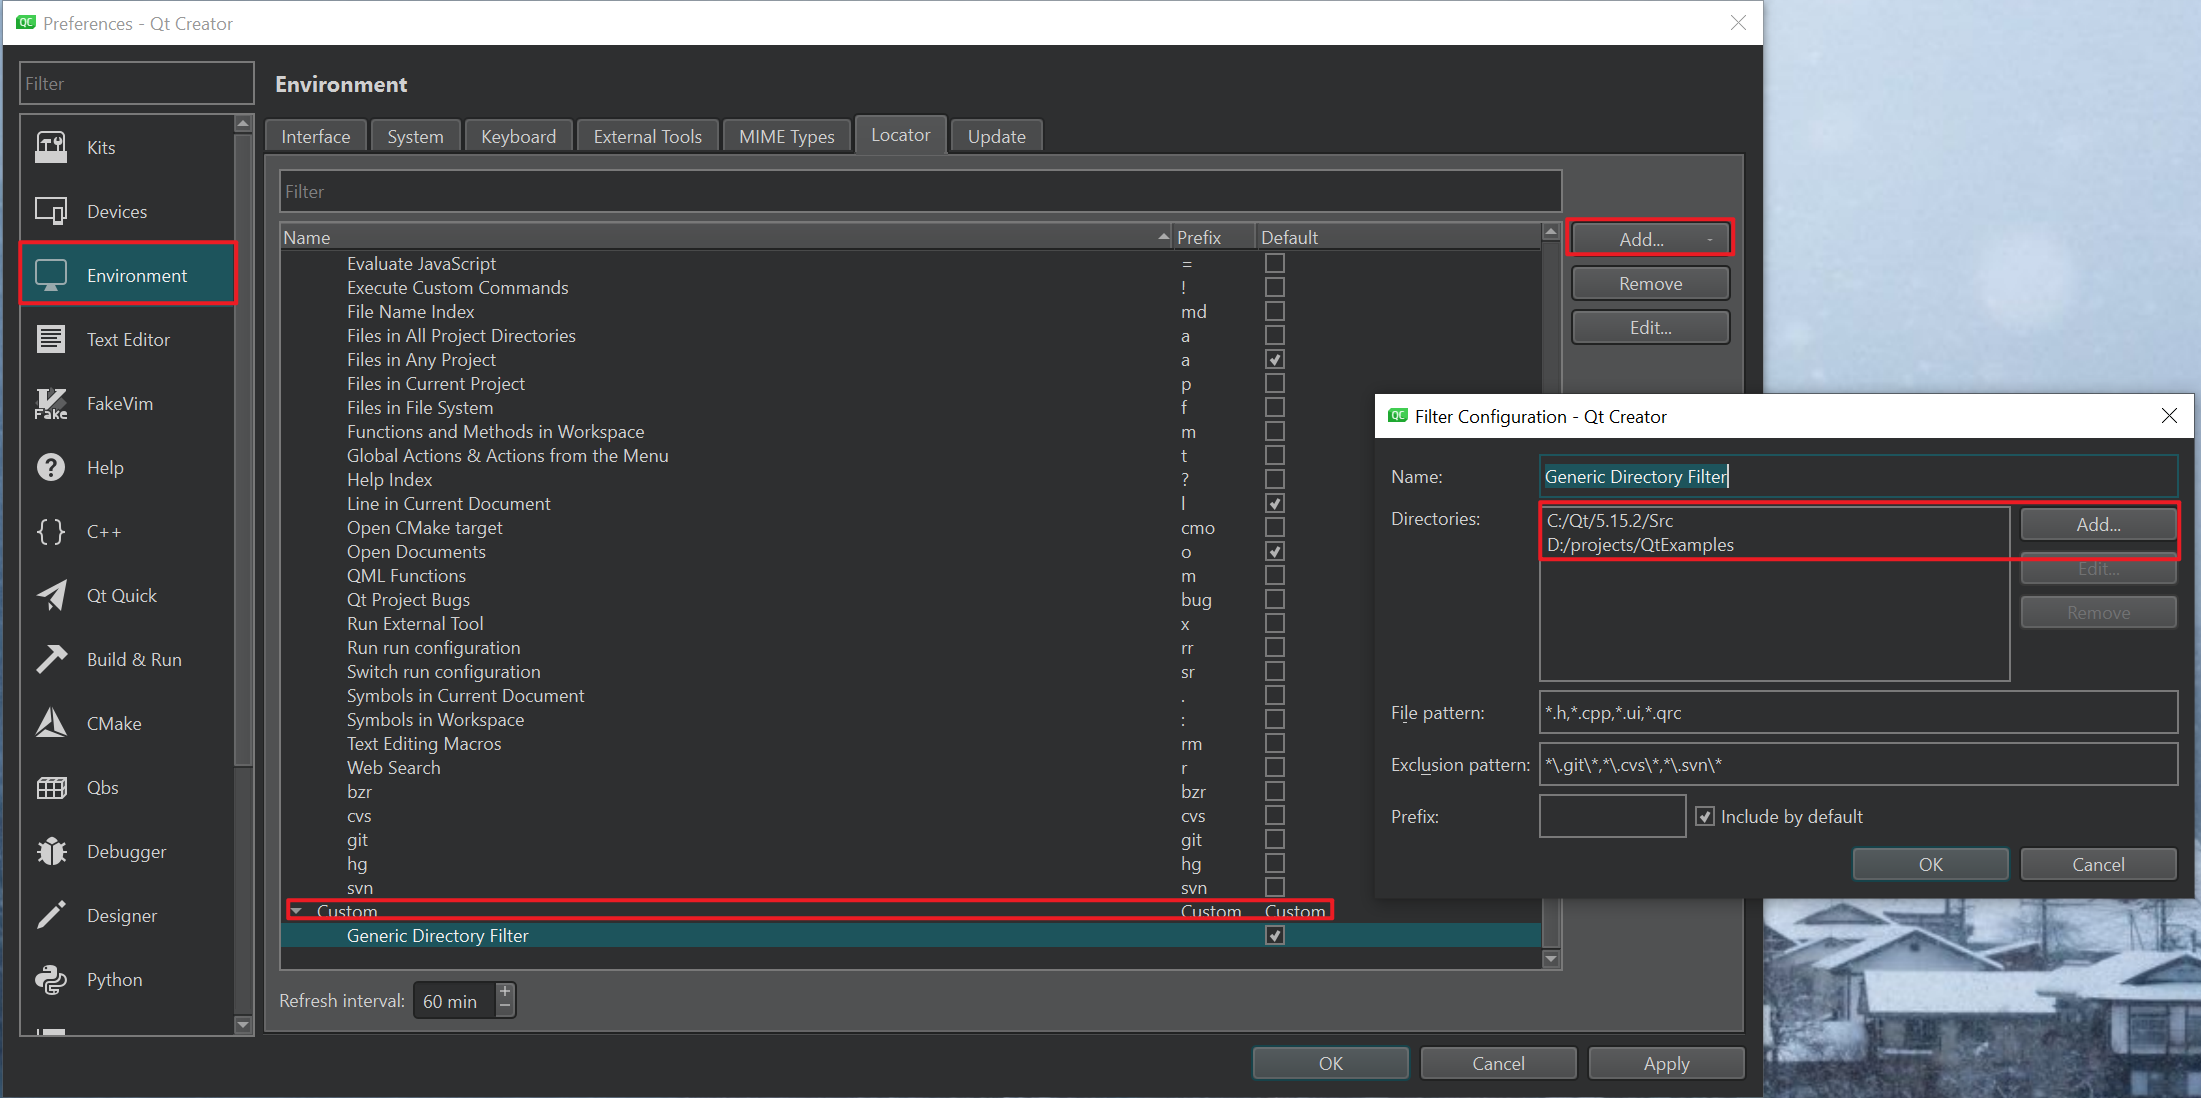 QC Preferences - Qt Creator
Filter
Kits
Devices
Environment
Text Editor
Fake FakeVim
? Help
{ } C++
Qt Quick
Build & Run
CMake
Qbs
Debugger
Designer
Python
Environment
Interface System Keyboard External Tools MIME Types Locator Update
Filter
Name Prefix Default
Evaluate JavaScript =
Execute Custom Commands !
File Name Index md
Files in All Project Directories a
Files in Any Project a
Files in Current Project p
Files in File System f
Functions and Methods in Workspace m
Global Actions & Actions from the Menu t
Help Index ?
Line in Current Document l
Open CMake target cmo
Open Documents o
QML Functions m
Qt Project Bugs bug
Run External Tool x
Run run configuration rr
Switch run configuration sr
Symbols in Current Document .
Symbols in Workspace :
Text Editing Macros rm
Web Search r
bzr bzr
cvs cvs
git git
hg hg
svn svn
Custom Custom Custom
Generic Directory Filter
Refresh interval: 60 min + −
Add...
Remove
Edit...
OK Cancel Apply
QC Filter Configuration - Qt Creator
Name: Generic Directory Filter
Directories: C:/Qt/5.15.2/Src
D:/projects/QtExamples
Add...
Edit...
Remove
File pattern: *.h,*.cpp,*.ui,*.qrc
Exclusion pattern: *\.git\*,*\.cvs\*,*\.svn\*
Prefix: Include by default
OK Cancel